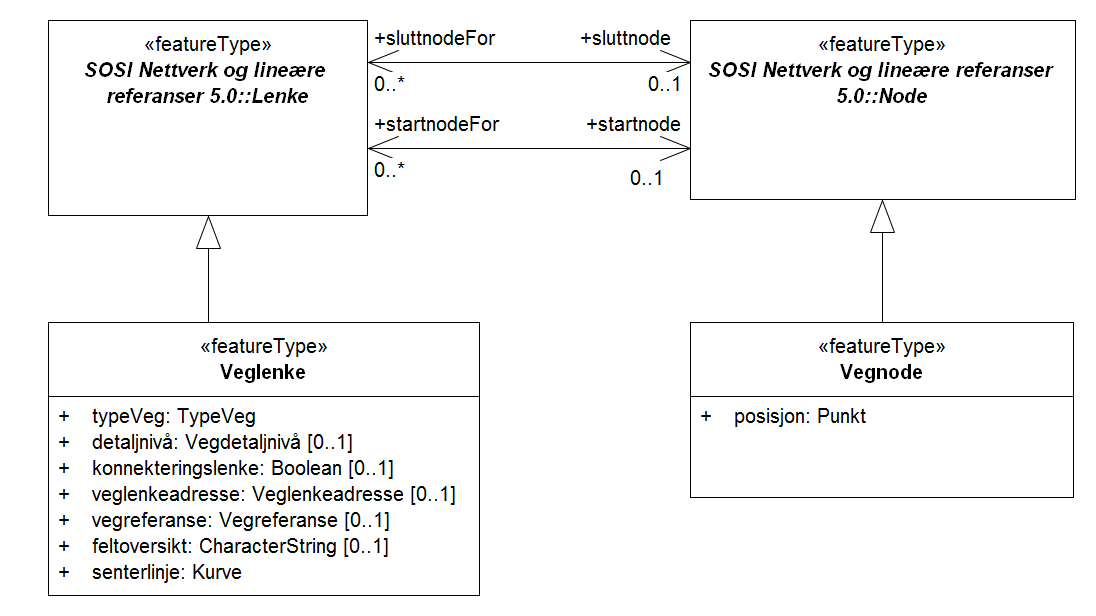 «featureType»
SOSI Nettverk og lineære
referanser 5.0::Lenke
+sluttnodeFor
+sluttnode
0..*
0..1
+startnodeFor
+startnode
0..*
0..1
«featureType»
SOSI Nettverk og lineære referanser
5.0::Node
«featureType»
Veglenke
+ typeVeg: TypeVeg
+ detaljnivå: Vegdetaljnivå [0..1]
+ konnekteringslenke: Boolean [0..1]
+ veglenkeadresse: Veglenkeadresse [0..1]
+ vegreferanse: Vegreferanse [0..1]
+ feltoversikt: CharacterString [0..1]
+ senterlinje: Kurve
«featureType»
Vegnode
+ posisjon: Punkt